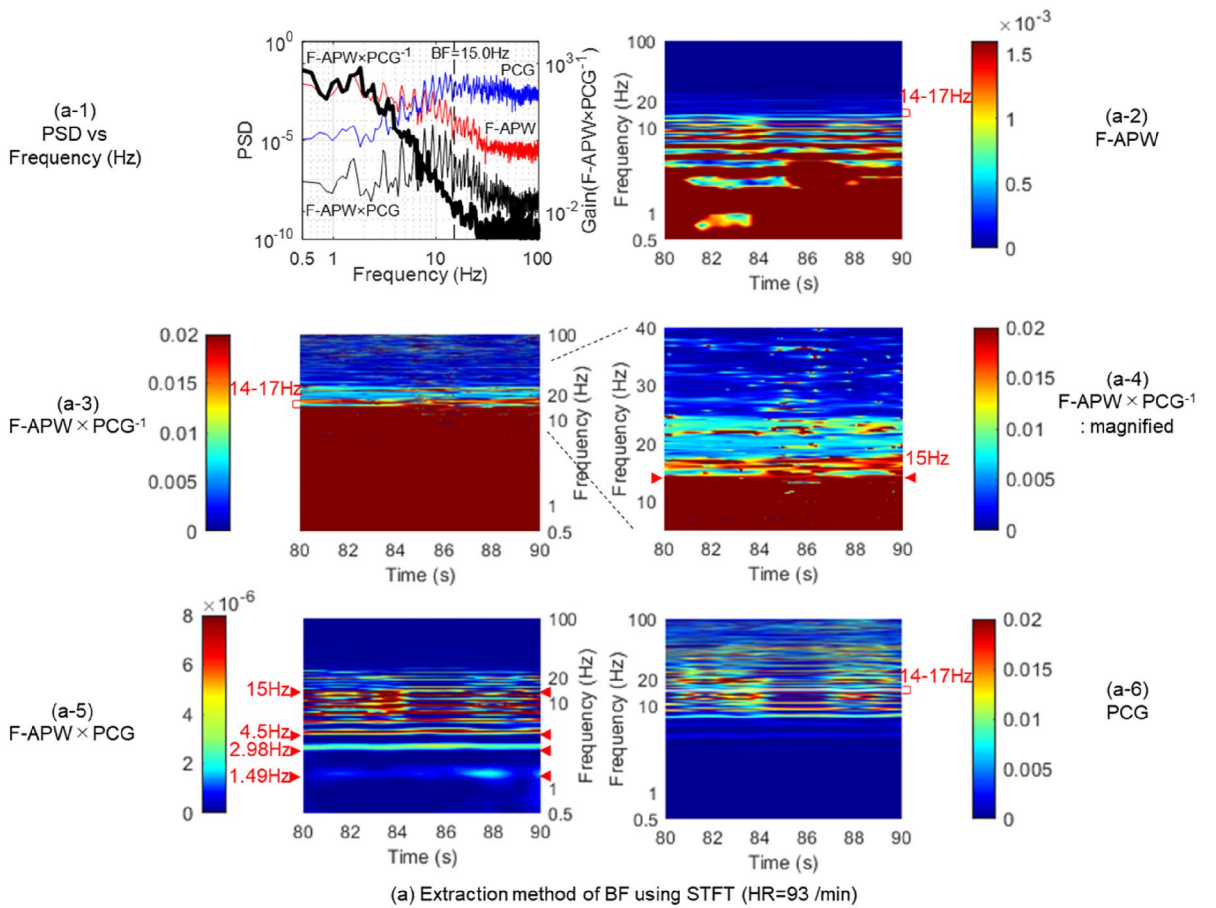 (a-1)
PSD vs
Frequency (Hz)
10⁰
10⁻⁵
10⁻¹⁰
PSD
F-APW×PCG⁻¹
BF=15.0Hz
PCG
F-APW
F-APW×PCG
10³
10⁻²
Gain(F-APW×PCG⁻¹)
0.5 1 10 100
Frequency (Hz)
Frequency (Hz)
20
10
1
0.5
80 82 84 86 88 90
Time (s)
14-17Hz
×10⁻³
1.5
1
0.5
0
(a-2)
F-APW
(a-3)
F-APW×PCG⁻¹
0.02
0.015
0.01
0.005
0
14-17Hz
100
20
10
1
0.5
Frequency (Hz)
80 82 84 86 88 90
Time (s)
Frequency (Hz)
40
30
20
10
80 82 84 86 88 90
Time (s)
15Hz
0.02
0.015
0.01
0.005
0
(a-4)
F-APW×PCG⁻¹
: magnified
(a-5)
F-APW×PCG
×10⁻⁶
8
6
4
2
0
15Hz
4.5Hz
2.98Hz
1.49Hz
100
20
10
1
0.5
Frequency (Hz)
80 82 84 86 88 90
Time (s)
Frequency (Hz)
100
20
10
1
0.5
80 82 84 86 88 90
Time (s)
14-17Hz
0.02
0.015
0.01
0.005
0
(a-6)
PCG
(a) Extraction method of BF using STFT (HR=93 /min)